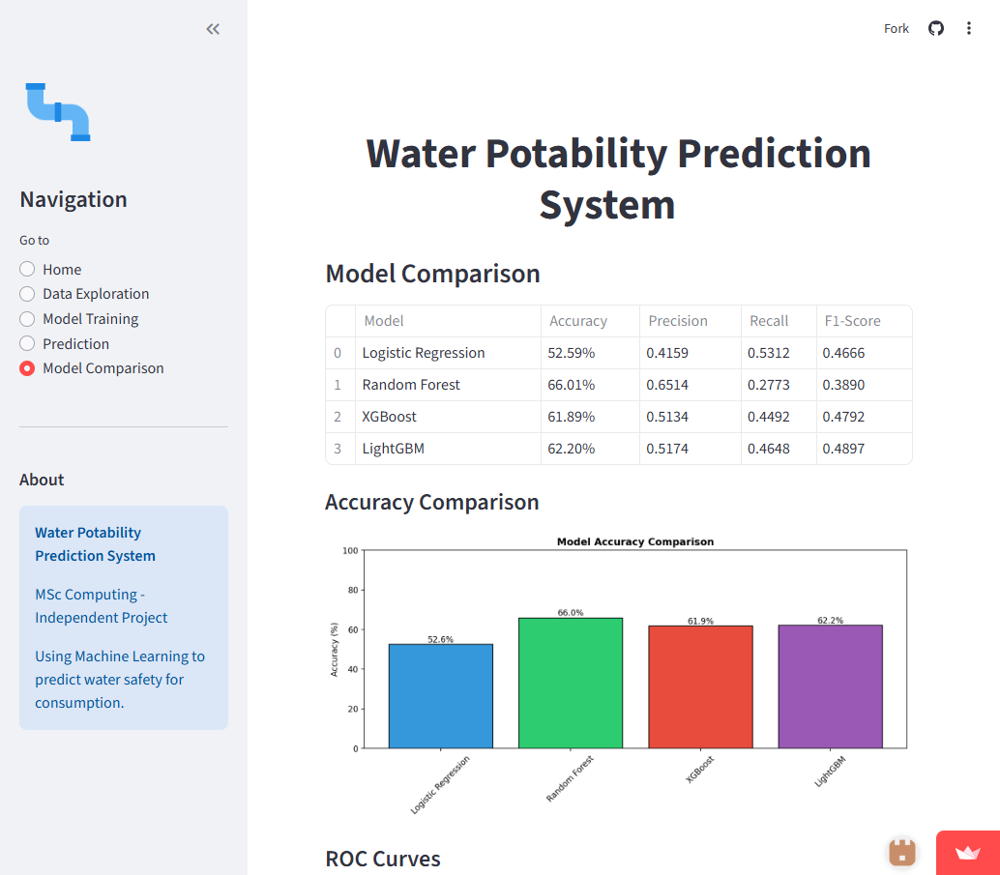 Fork
Navigation
Go to
Home
Data Exploration
Model Training
Prediction
Model Comparison
About
Water Potability
Prediction System
MSc Computing -
Independent Project
Using Machine Learning to
predict water safety for
consumption.
Water Potability Prediction
System
Model Comparison
Model Accuracy Precision Recall F1-Score
0 Logistic Regression 52.59% 0.4159 0.5312 0.4666
1 Random Forest 66.01% 0.6514 0.2773 0.3890
2 XGBoost 61.89% 0.5134 0.4492 0.4792
3 LightGBM 62.20% 0.5174 0.4648 0.4897
Accuracy Comparison
Model Accuracy Comparison
Accuracy (%)
100
80
60
40
20
0
52.6%
66.0%
61.9%
62.2%
Logistic Regression
Random Forest
XGBoost
LightGBM
ROC Curves